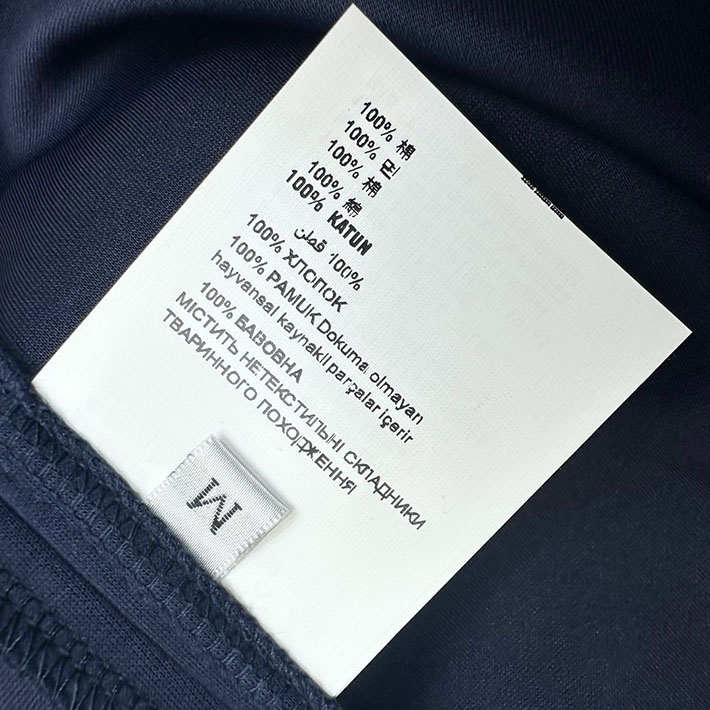 100% 棉
100% 면
100% 棉
100% 綿
100% KATUN
100% قطن
100% ХЛОПОК
100% PAMUK Dokuma olmayan
hayvansal kaynakil parçalar içerir
100% БАВОВНА
МІСТИТЬ НЕТЕКСТИЛЬНІ СКЛАДНИКИ
ТВАРИННОГО ПОХОДЖЕННЯ
M